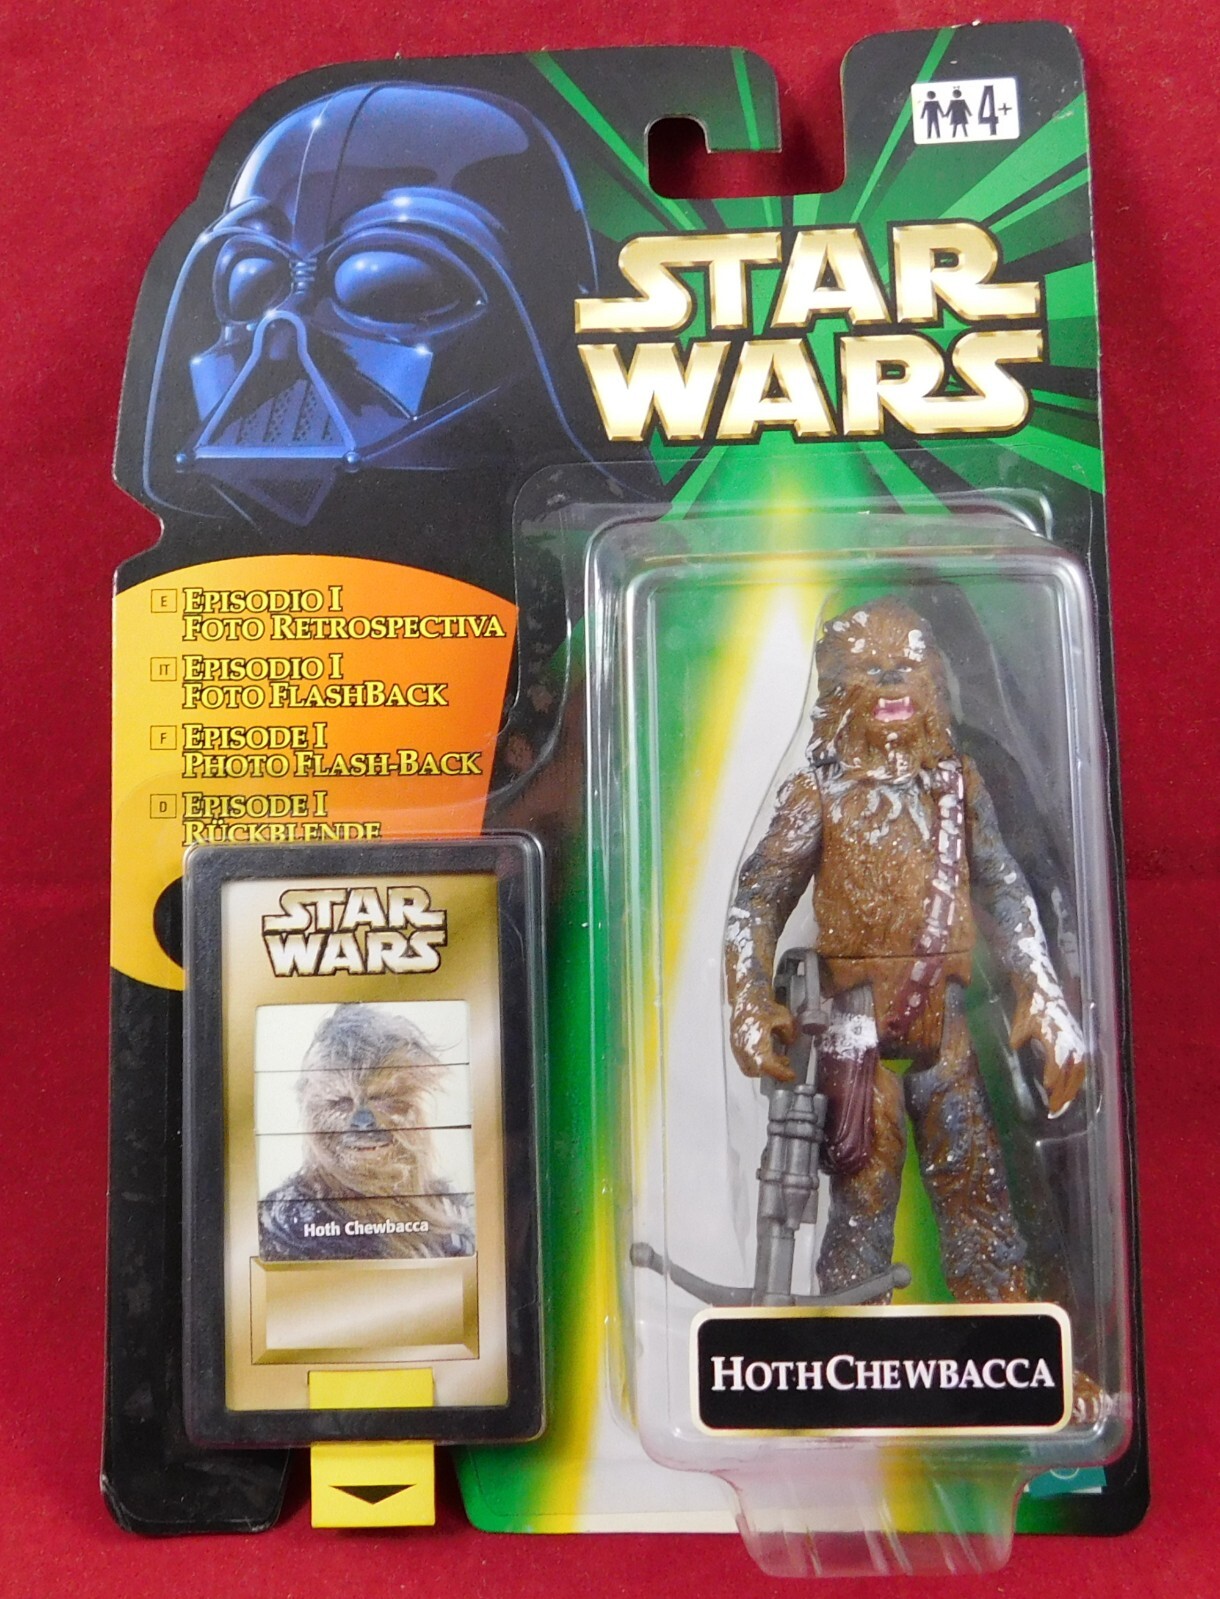 4+
STAR
WARS
E EPISODIO I
FOTO RETROSPECTIVA
IT EPISODIO I
FOTO FLASHBACK
F EPISODE I
PHOTO FLASH-BACK
D EPISODE I
RÜCKBLENDE
STAR
WARS
Hoth Chewbacca
HOTH CHEWBACCA